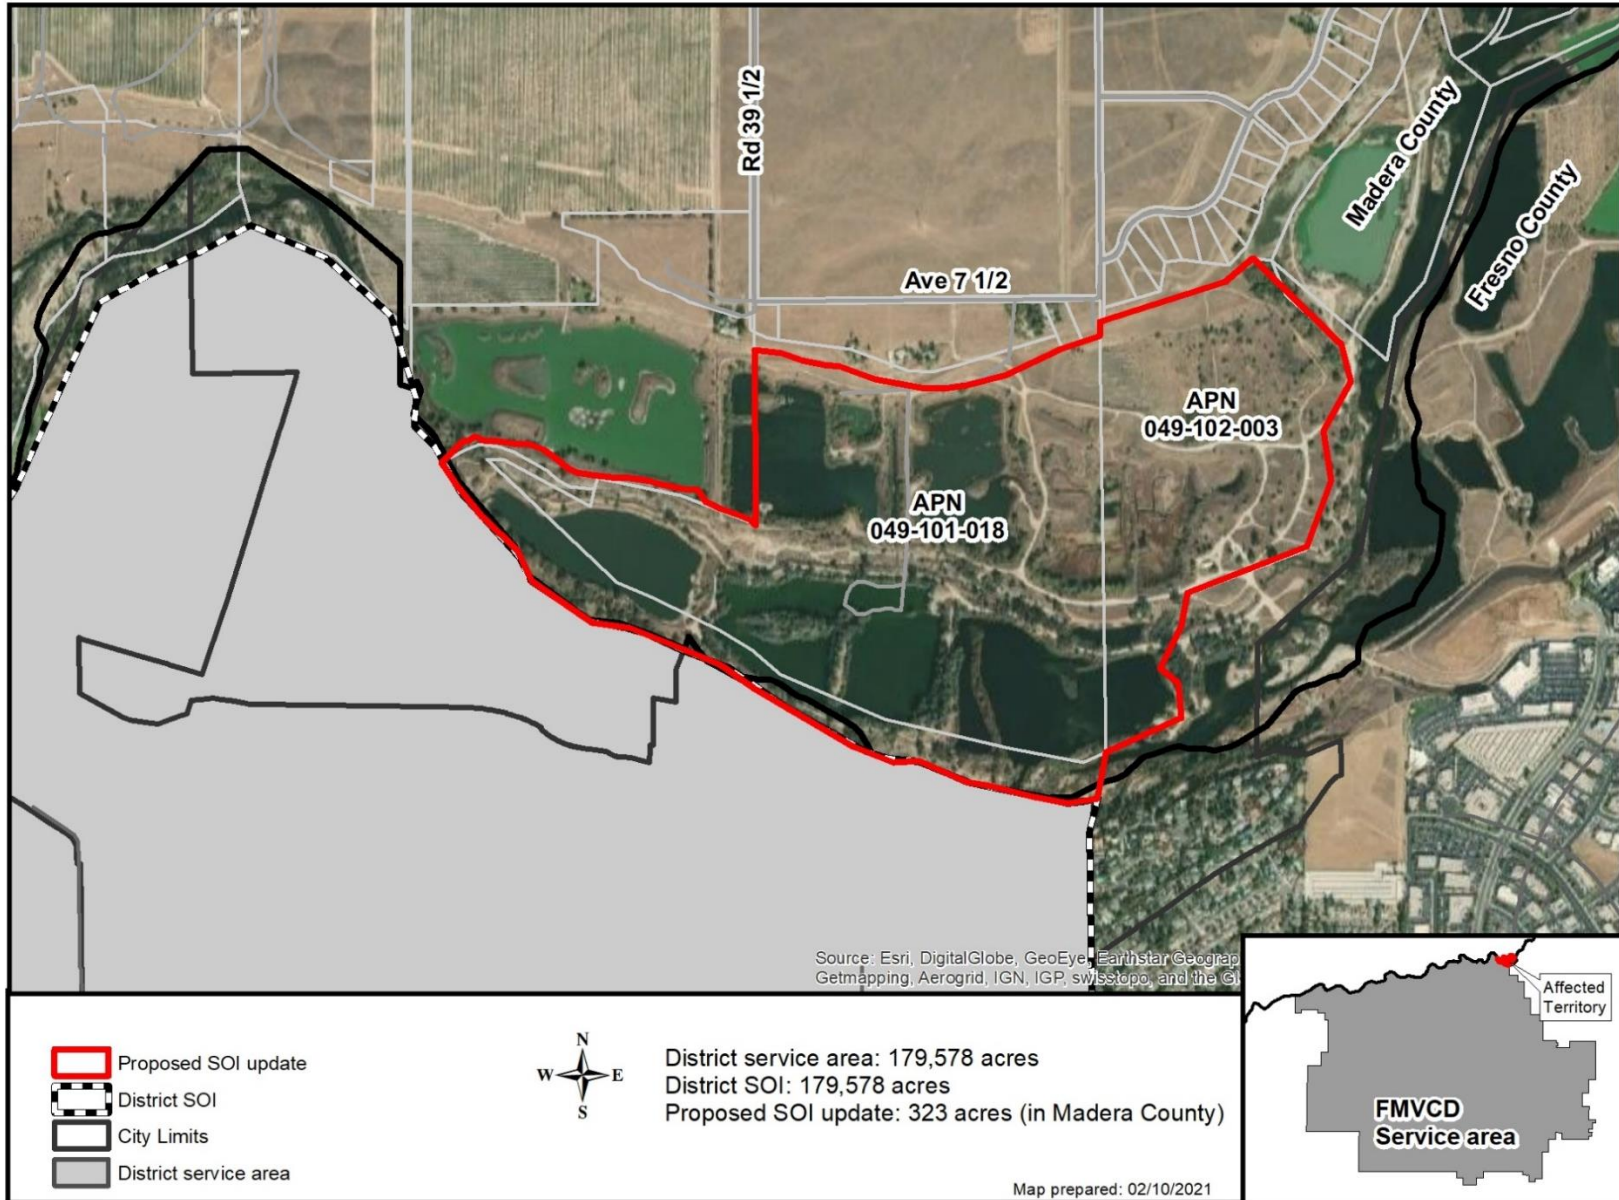 Rd 39 1/2
Madera County
Fresno County
Ave 7 1/2
APN
049-102-003
APN
049-101-018
Source: Esri, DigitalGlobe, GeoEye, Earthstar Geograp
Getmapping, Aerogrid, IGN, IGP, swisstopo, and the GI
Affected
Territory
FMVCD
Service area
Proposed SOI update
District SOI
City Limits
District service area
N
W E
S
District service area: 179,578 acres
District SOI: 179,578 acres
Proposed SOI update: 323 acres (in Madera County)
Map prepared: 02/10/2021